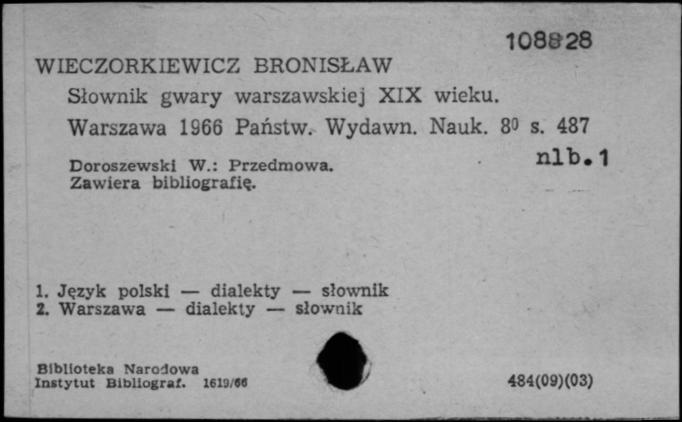 108828
WIECZORKIEWICZ BRONISŁAW
Słownik gwary warszawskiej XIX wieku.
Warszawa 1966 Państw. Wydawn. Nauk. 8⁰ s. 487
nlb. 1
Doroszewski W.: Przedmowa.
Zawiera bibliografię.
1. Język polski — dialekty — słownik
2. Warszawa — dialekty — słownik
Biblioteka Narodowa
Instytut Bibliograf. 1619/66
484(09)(03)